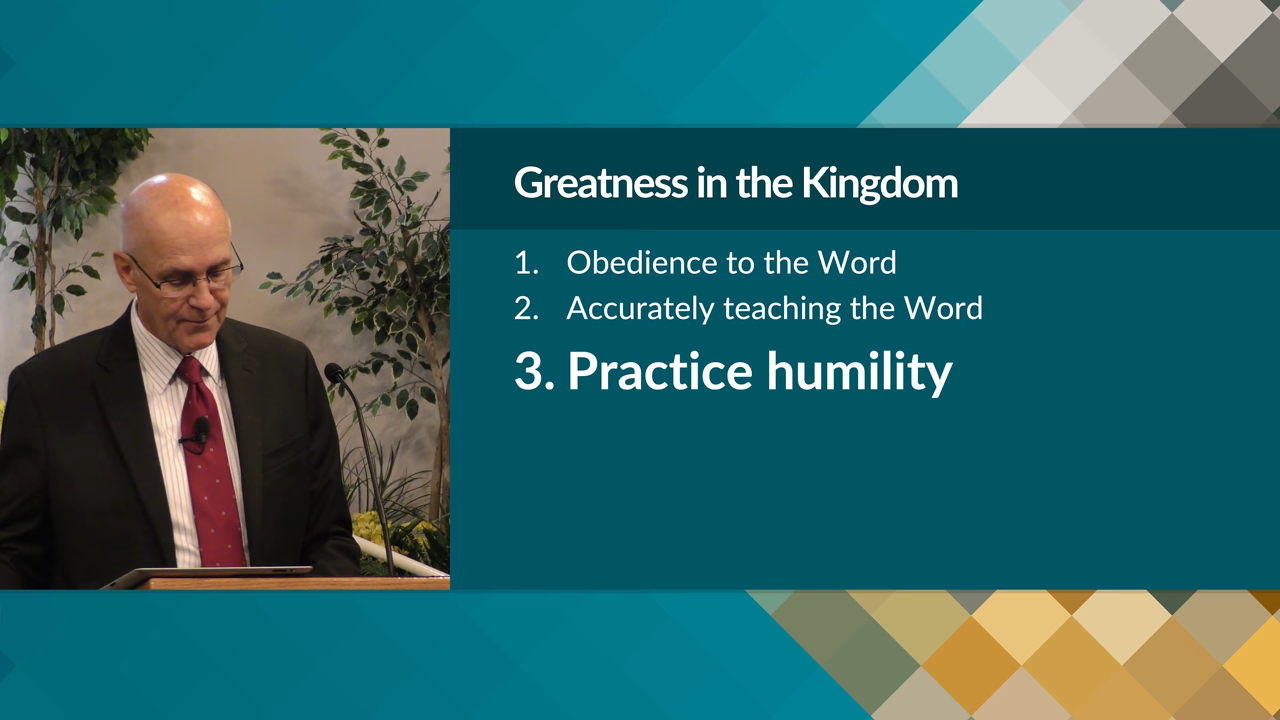 Greatness in the Kingdom
1. Obedience to the Word
2. Accurately teaching the Word
3. Practice humility